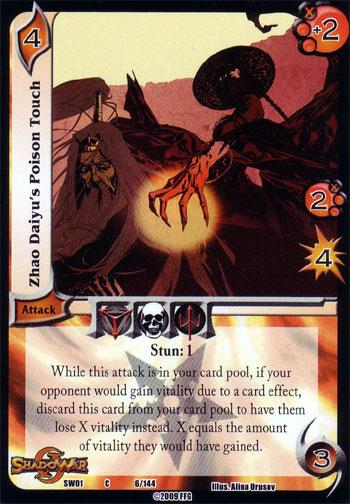 4
+2
Zhao Daiyu's Poison Touch
2
4
Attack
Stun: 1
While this attack is in your card pool, if your
opponent would gain vitality due to a card effect,
discard this card from your card pool to have them
lose X vitality instead. X equals the amount
of vitality they would have gained.
3
SHADOWAR
SW01 C 6/144 Illus. Alina Urusov
©2009 FFG